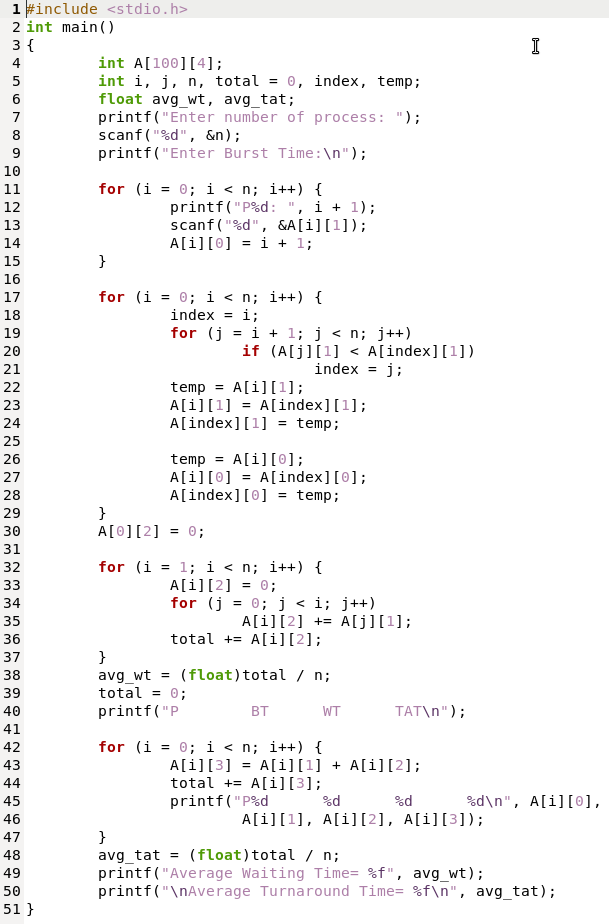 1 #include <stdio.h>
2 int main()
3 {
4         int A[100][4];
5         int i, j, n, total = 0, index, temp;
6         float avg_wt, avg_tat;
7         printf("Enter number of process: ");
8         scanf("%d", &n);
9         printf("Enter Burst Time:\n");
10
11         for (i = 0; i < n; i++) {
12                 printf("P%d: ", i + 1);
13                 scanf("%d", &A[i][1]);
14                 A[i][0] = i + 1;
15         }
16
17         for (i = 0; i < n; i++) {
18                 index = i;
19                 for (j = i + 1; j < n; j++)
20                         if (A[j][1] < A[index][1])
21                                 index = j;
22                 temp = A[i][1];
23                 A[i][1] = A[index][1];
24                 A[index][1] = temp;
25
26                 temp = A[i][0];
27                 A[i][0] = A[index][0];
28                 A[index][0] = temp;
29         }
30         A[0][2] = 0;
31
32         for (i = 1; i < n; i++) {
33                 A[i][2] = 0;
34                 for (j = 0; j < i; j++)
35                         A[i][2] += A[j][1];
36                 total += A[i][2];
37         }
38         avg_wt = (float)total / n;
39         total = 0;
40         printf("P        BT      WT      TAT\n");
41
42         for (i = 0; i < n; i++) {
43                 A[i][3] = A[i][1] + A[i][2];
44                 total += A[i][3];
45                 printf("P%d      %d      %d      %d\n", A[i][0],
46                         A[i][1], A[i][2], A[i][3]);
47         }
48         avg_tat = (float)total / n;
49         printf("Average Waiting Time= %f", avg_wt);
50         printf("\nAverage Turnaround Time= %f\n", avg_tat);
51 }